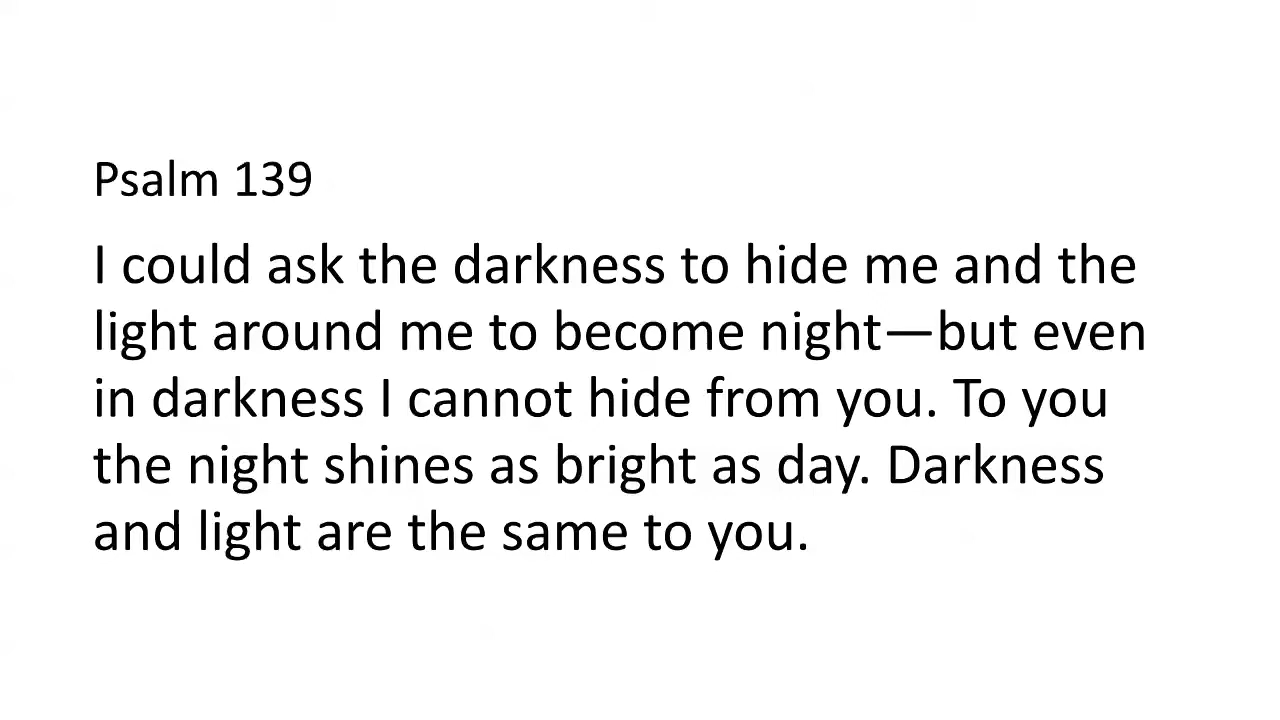 Psalm 139
I could ask the darkness to hide me and the
light around me to become night—but even
in darkness I cannot hide from you. To you
the night shines as bright as day. Darkness
and light are the same to you.